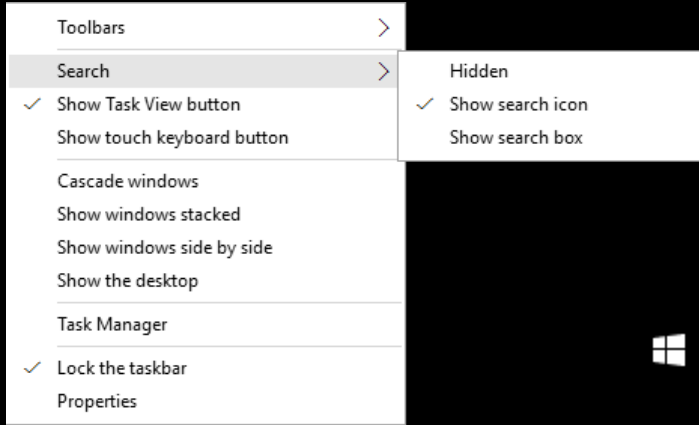 Toolbars
Search
Show Task View button
Show touch keyboard button
Cascade windows
Show windows stacked
Show windows side by side
Show the desktop
Task Manager
Lock the taskbar
Properties
Hidden
Show search icon
Show search box